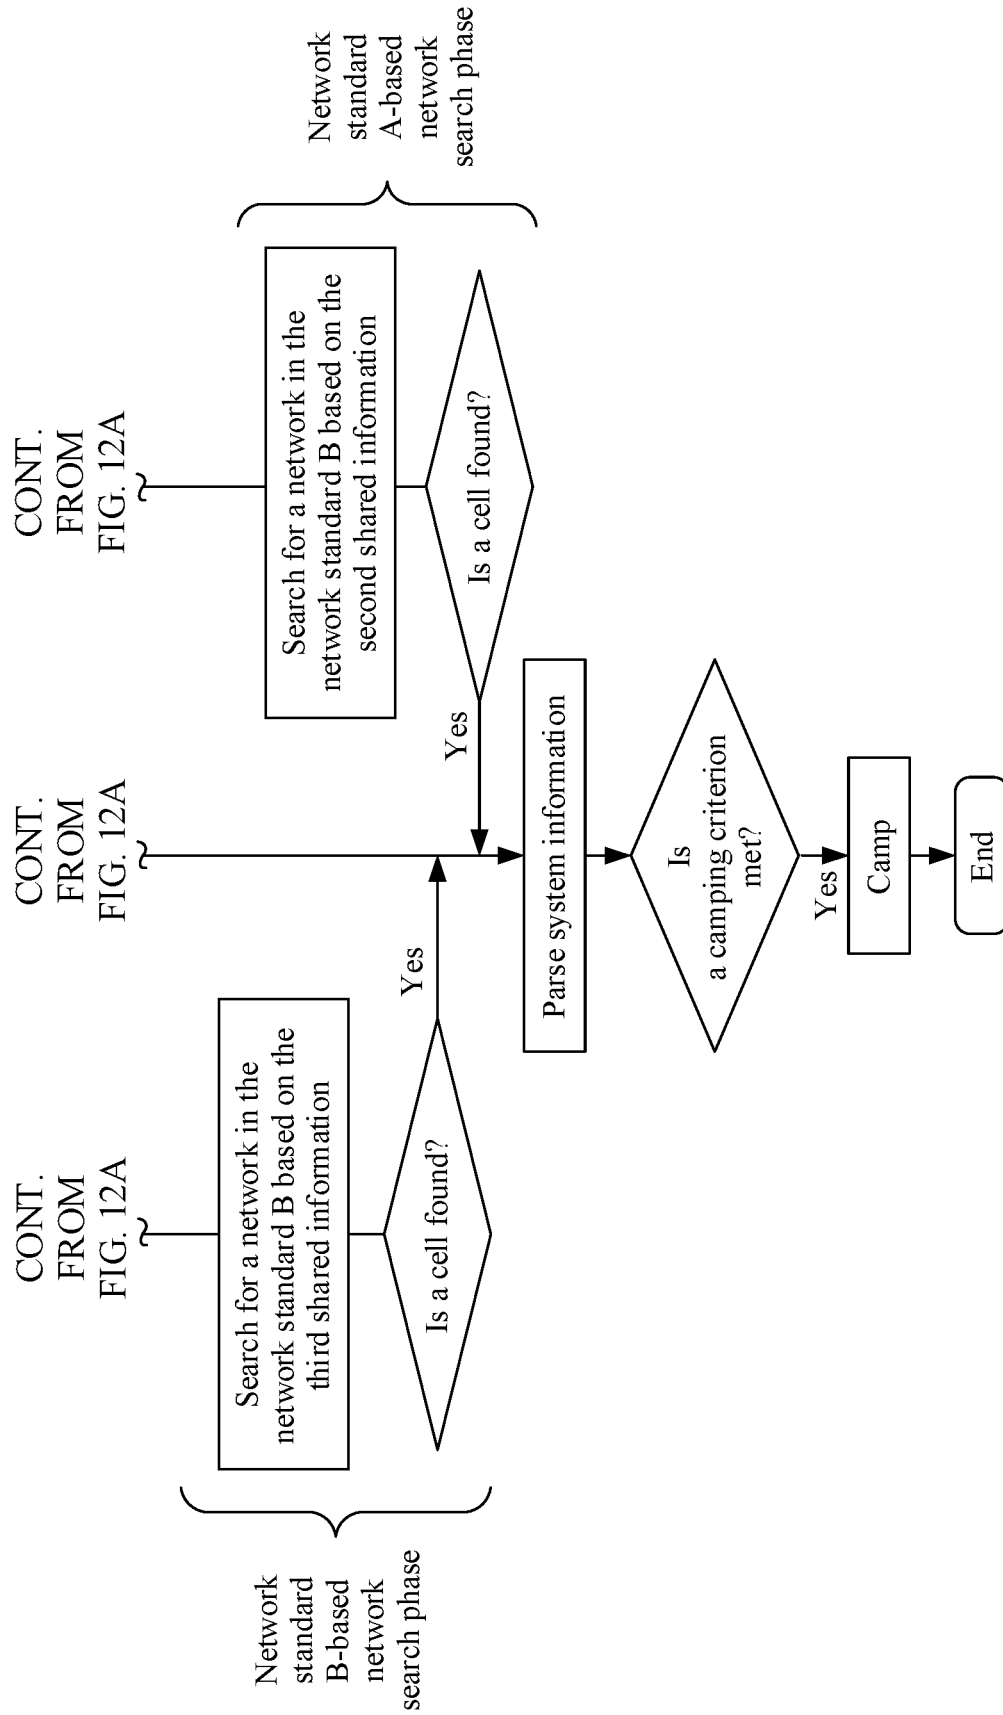 CONT.
FROM
FIG. 12A
CONT.
FROM
FIG. 12A
CONT.
FROM
FIG. 12A
Network
standard
B-based
network
search phase
Search for a network in the
network standard B based on the
third shared information
Is a cell found?
Yes
Search for a network in the
network standard B based on the
second shared information
Is a cell found?
Yes
Network
standard
A-based
network
search phase
Parse system information
Is
a camping criterion
met?
Yes
Camp
End